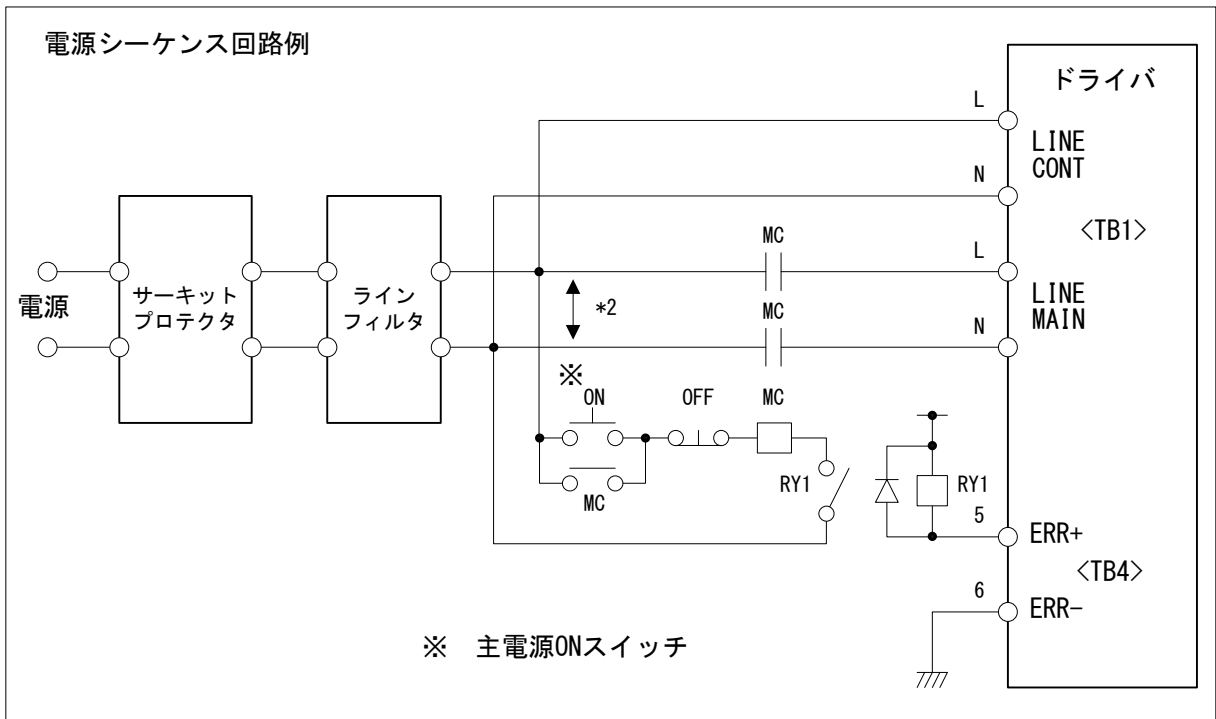 電源シーケンス回路例
ドライバ
L
LINE
CONT
N
<TB1>
MC
L
電源
サーキット
プロテクタ
ライン
フィルタ
*2
MC
LINE
MAIN
N
※
ON
OFF
MC
MC
RY1
RY1
5
ERR+
<TB4>
6
ERR-
※ 主電源ONスイッチ